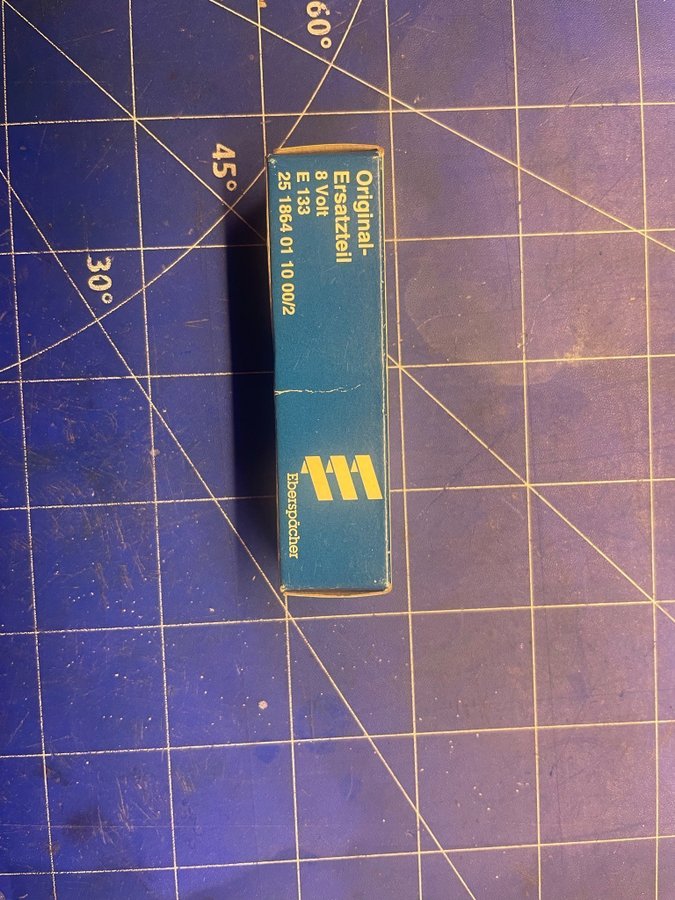 Original-
Ersatzteil
8 Volt
E 133
25 1864 01 10 00/2
Eberspächer
60°
45°
30°